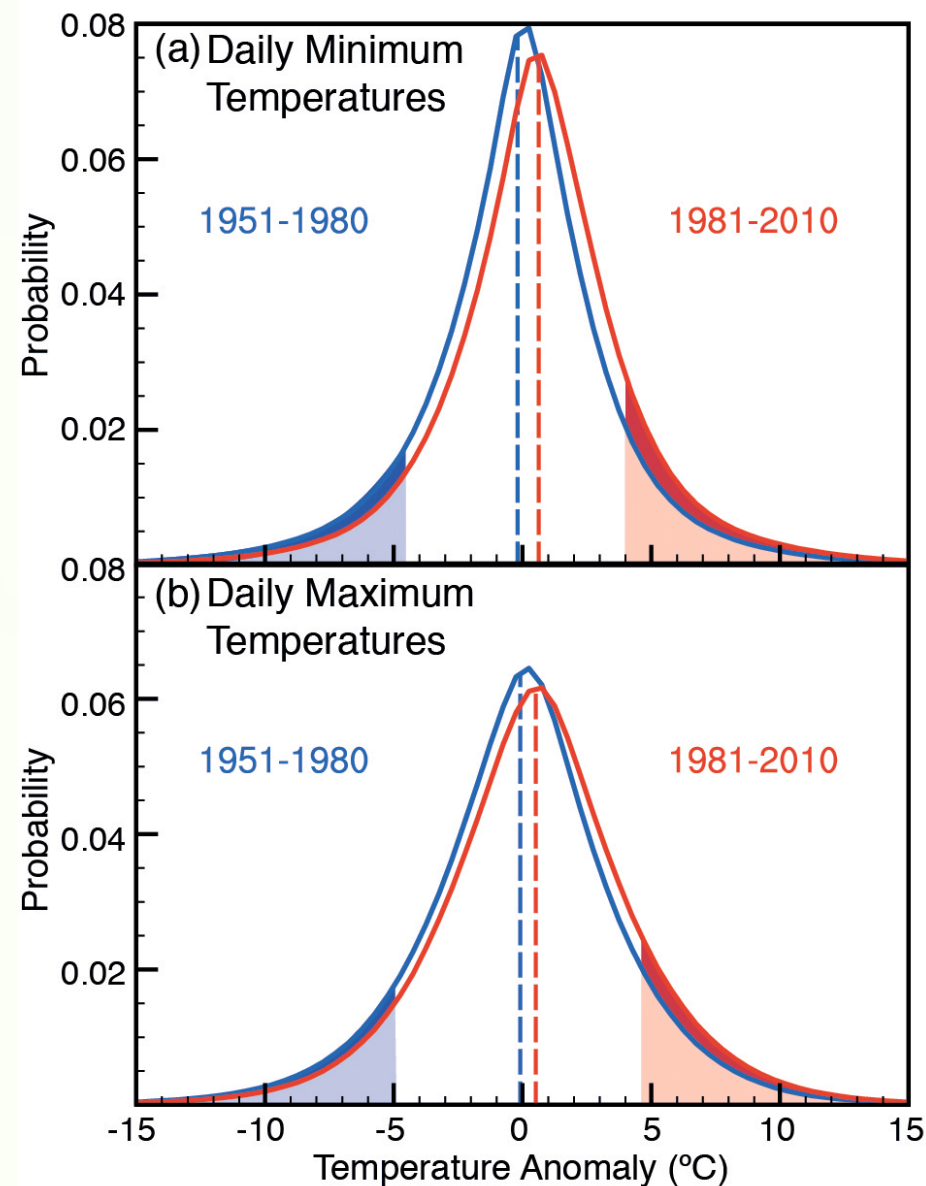 (a) Daily Minimum
Temperatures
1951-1980
1981-2010
Probability
0.08
0.06
0.04
0.02
0.08
(b) Daily Maximum
Temperatures
1951-1980
1981-2010
Probability
0.06
0.04
0.02
-15 -10 -5 0 5 10 15
Temperature Anomaly (ºC)